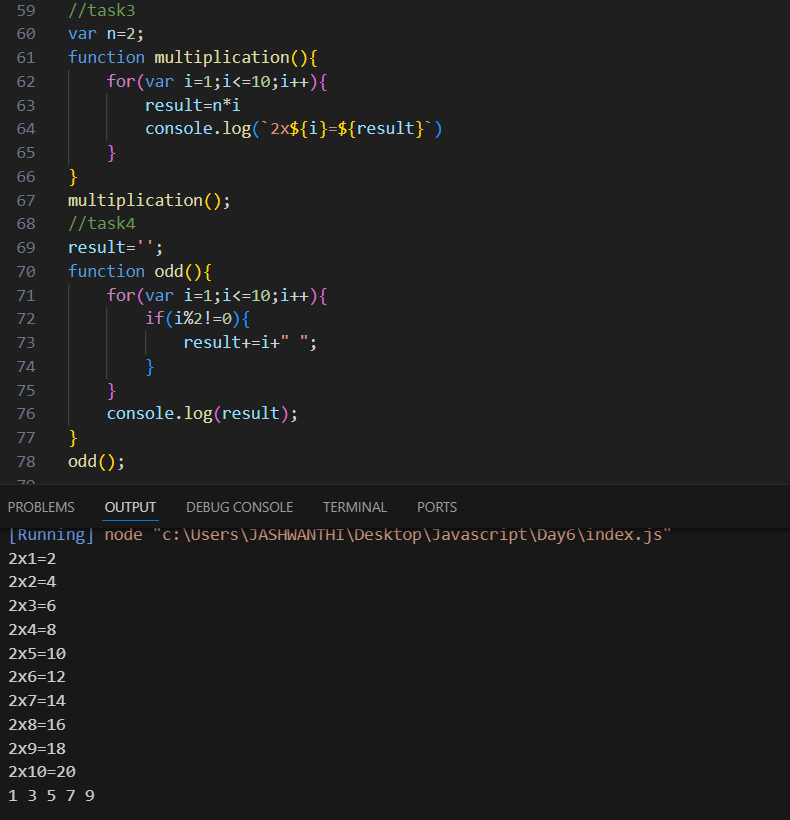 59 //task3
60 var n=2;
61 function multiplication(){
62 for(var i=1;i<=10;i++){
63 result=n*i
64 console.log(`2x${i}=${result}`)
65 }
66 }
67 multiplication();
68 //task4
69 result='';
70 function odd(){
71 for(var i=1;i<=10;i++){
72 if(i%2!=0){
73 result+=i+" ";
74 }
75 }
76 console.log(result);
77 }
78 odd();
PROBLEMS OUTPUT DEBUG CONSOLE TERMINAL PORTS
[Running] node "c:\Users\JASHWANTHI\Desktop\Javascript\Day6\index.js"
2x1=2
2x2=4
2x3=6
2x4=8
2x5=10
2x6=12
2x7=14
2x8=16
2x9=18
2x10=20
1 3 5 7 9